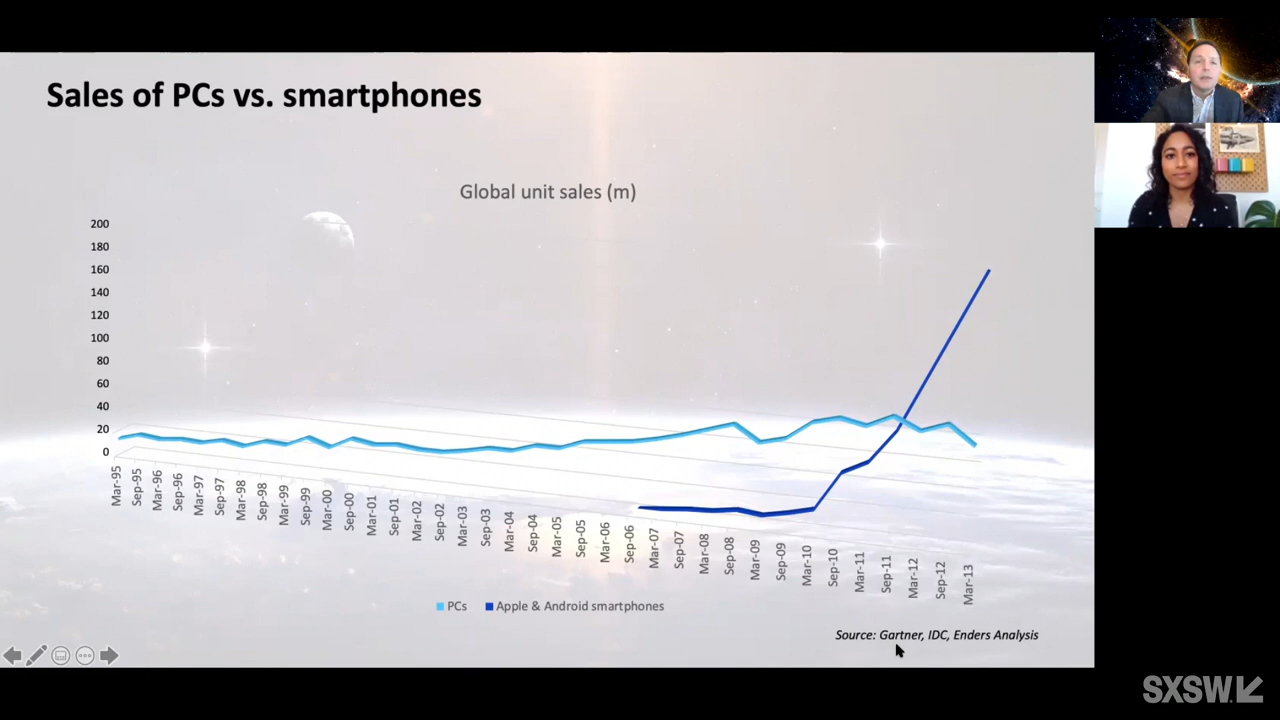 Sales of PCs vs. smartphones
Global unit sales (m)
200
180
160
140
120
100
80
60
40
20
0
Mar-95
Sep-95
Mar-96
Sep-96
Mar-97
Sep-97
Mar-98
Sep-98
Mar-99
Sep-99
Mar-00
Sep-00
Mar-01
Sep-01
Mar-02
Sep-02
Mar-03
Sep-03
Mar-04
Sep-04
Mar-05
Sep-05
Mar-06
Sep-06
Mar-07
Sep-07
Mar-08
Sep-08
Mar-09
Sep-09
Mar-10
Sep-10
Mar-11
Sep-11
Mar-12
Sep-12
Mar-13
PCs
Apple & Android smartphones
Source: Gartner, IDC, Enders Analysis
SXSW